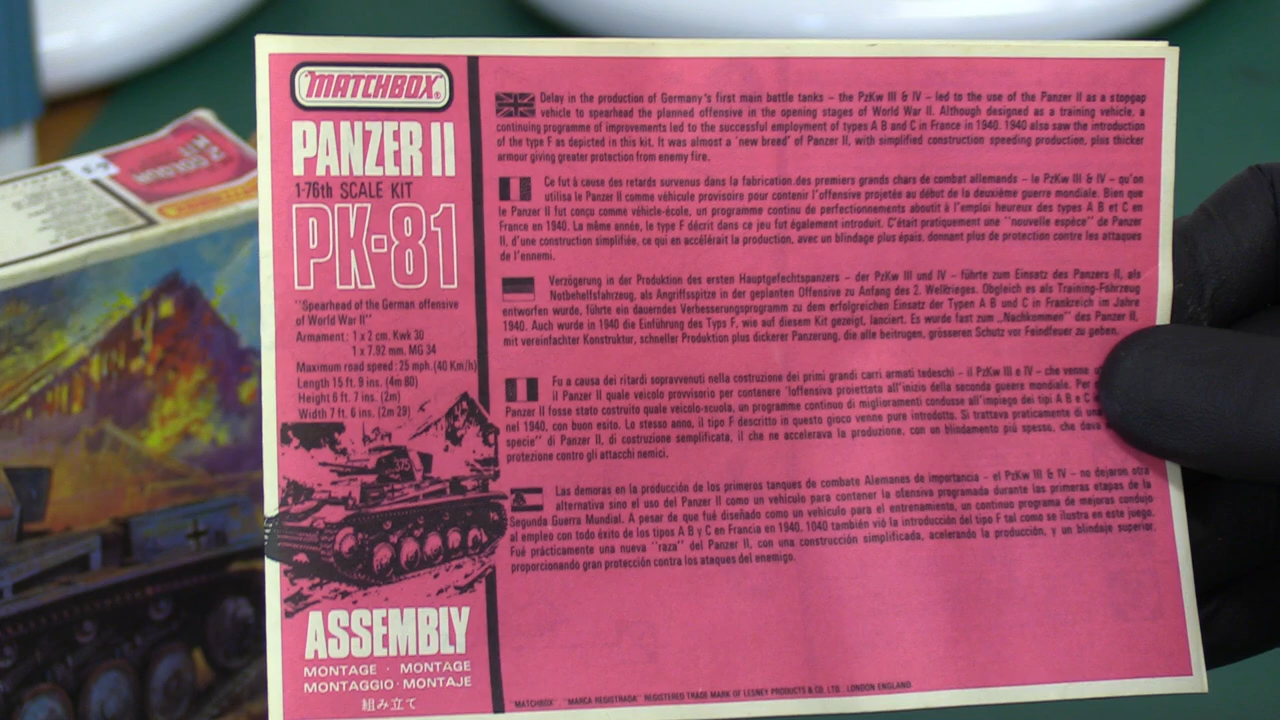 MATCHBOX®
PANZER II
1-76th SCALE KIT
PK-81
"Spearhead of the German offensive
of World War II"
Armament: 1 x 2 cm. Kwk 30
1 x 7.92 mm. MG 34
Maximum road speed: 25 mph.(40 Km/h)
Length 15 ft. 9 ins. (4m 80)
Height 6 ft. 7 ins. (2m)
Width 7 ft. 6 ins. (2m 29)
375
ASSEMBLY
MONTAGE · MONTAGE
MONTAGGIO · MONTAJE
組み立て
Delay in the production of Germany's first main battle tanks – the PzKw III & IV – led to the use of the Panzer II as a stopgap
vehicle to spearhead the planned offensive in the opening stages of World War II. Although designed as a training vehicle, a
continuing programme of improvements led to the successful employment of types A B and C in France in 1940. 1940 also saw the introduction
of the type F as depicted in this kit. It was almost a 'new breed' of Panzer II, with simplified construction speeding production, plus thicker
armour giving greater protection from enemy fire.
Ce fut à cause des retards survenus dans la fabrication des premiers grands chars de combat allemands – le PzKw III & IV – qu'on
utilisa le Panzer II comme véhicule provisoire pour contenir l'offensive projetée au début de la deuxième guerre mondiale. Bien que
le Panzer II fut conçu comme véhicle-école, un programme continu de perfectionnements aboutit à l'emploi heureux des types A B et C en
France en 1940. La même année, le type F décrit dans ce jeu fut également introduit. C'était pratiquement une "nouvelle espèce" de Panzer
II, d'une construction simplifiée, ce qui en accélérait la production, avec un blindage plus épais, donnant plus de protection contre les attaques
de l'ennemi.
Verzögerung in der Produktion des ersten Hauptgefechtspanzers – der PzKw III und IV – führte zum Einsatz des Panzers II, als
Notbehelfsfahrzeug, als Angriffspitze in der geplanten Offensive zu Anfang des 2. Weltkrieges. Obgleich es als Training-Fahrzeug
entworfen wurde, führte ein dauerndes Verbesserungsprogramm zu dem erfolgreichen Einsatz der Typen A B und C in Frankreich im Jahre
1940. Auch wurde in 1940 die Einführung des Typs F, wie auf diesem Kit gezeigt, lanciert. Es wurde fast zum „Nachkommen" des Panzer II,
mit vereinfachter Konstruktur, schneller Produktion plus dickerer Panzerung, die alle beitrugen, grösseren Schutz vor Feindfeuer zu geben.
Fu a causa dei ritardi sopravvenuti nella costruzione dei primi grandi carri armati tedeschi – il PzKw III e IV – che venne
il Panzer II quale veicolo provvisorio per contenere 'loffensiva proiettata all'inizio della seconda guerre mondiale. Per
Panzer II fosse stato costruito quale veicolo-scuola, un programme continuo di miglioramenti condusse all'impiego dei tipi A B e C
nel 1940, con buon esito. Lo stesso anno, il tipo F descritto in questo gioco venne pure introdotto. Si trattava praticamente di una
specie" di Panzer II, di costruzione semplificata, il che ne accelerava la produzione, con un blindamento più spesso, che dava
protezione contro gli attacchi nemici.
Las demoras en la producción de los primeros tanques de combate Alemanes de importancia – el PzKw III & IV – no dejaron otra
alternativa sino el uso del Panzer II como un vehículo para contener la ofensiva programada durante las primeras etapas de la
Segunda Guerra Mundial. A pesar de que fué diseñado como un vehículo para el entrenamiento, un continuo programa de mejoras condujo
al empleo con todo éxito de los tipos A B y C en Francia en 1940. 1040 también vió la introducción del tipo F tal como se ilustra en este juego.
Fué prácticamente una nueva "raza" del Panzer II, con una construcción simplificada, acelerando la producción, y un blindaje superior,
proporcionando gran protección contra los ataques del enemigo.
"MATCHBOX". "MARCA REGISTRADA" REGISTERED TRADE MARK OF LESNEY PRODUCTS & CO. LTD. LONDON ENGLAND.